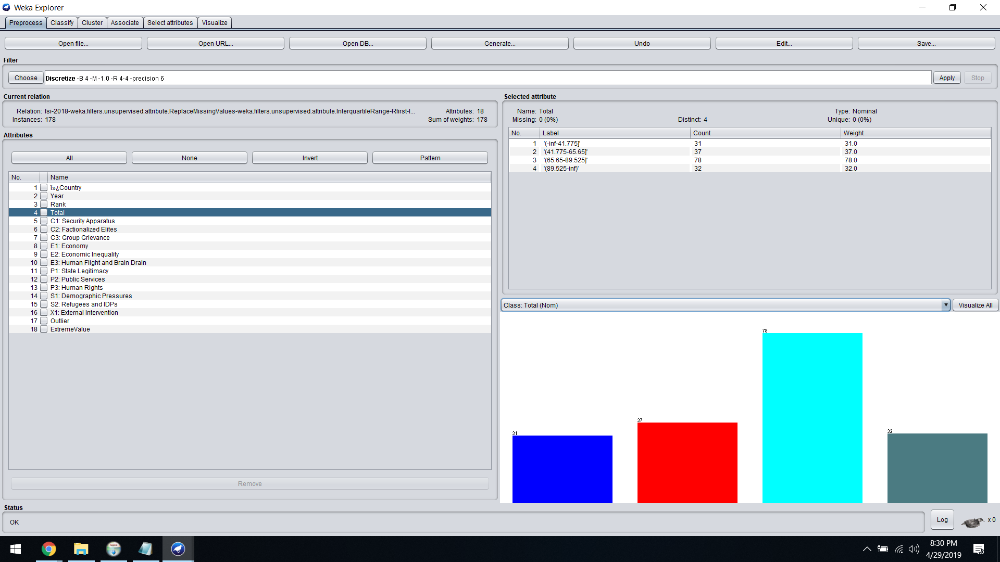 Weka Explorer
Preprocess Classify Cluster Associate Select attributes Visualize
Open file... Open URL... Open DB... Generate... Undo Edit... Save...
Filter
Choose Discretize -B 4 -M -1.0 -R 4-4 -precision 6 Apply Stop
Current relation
Relation: fsi-2018-weka.filters.unsupervised.attribute.ReplaceMissingValues-weka.filters.unsupervised.attribute.InterquartileRange-Rfirst-l... Attributes: 18
Instances: 178 Sum of weights: 178
Attributes
All None Invert Pattern
No. Name
1 ï»¿Country
2 Year
3 Rank
4 Total
5 C1: Security Apparatus
6 C2: Factionalized Elites
7 C3: Group Grievance
8 E1: Economy
9 E2: Economic Inequality
10 E3: Human Flight and Brain Drain
11 P1: State Legitimacy
12 P2: Public Services
13 P3: Human Rights
14 S1: Demographic Pressures
15 S2: Refugees and IDPs
16 X1: External Intervention
17 Outlier
18 ExtremeValue
Remove
Selected attribute
Name: Total Type: Nominal
Missing: 0 (0%) Distinct: 4 Unique: 0 (0%)
No. Label Count Weight
1 '(-inf-41.775]' 31 31.0
2 '(41.775-65.65]' 37 37.0
3 '(65.65-89.525]' 78 78.0
4 '(89.525-inf)' 32 32.0
Class: Total (Nom) Visualize All
31
37
78
32
Status
OK
Log x 0
8:30 PM
4/29/2019